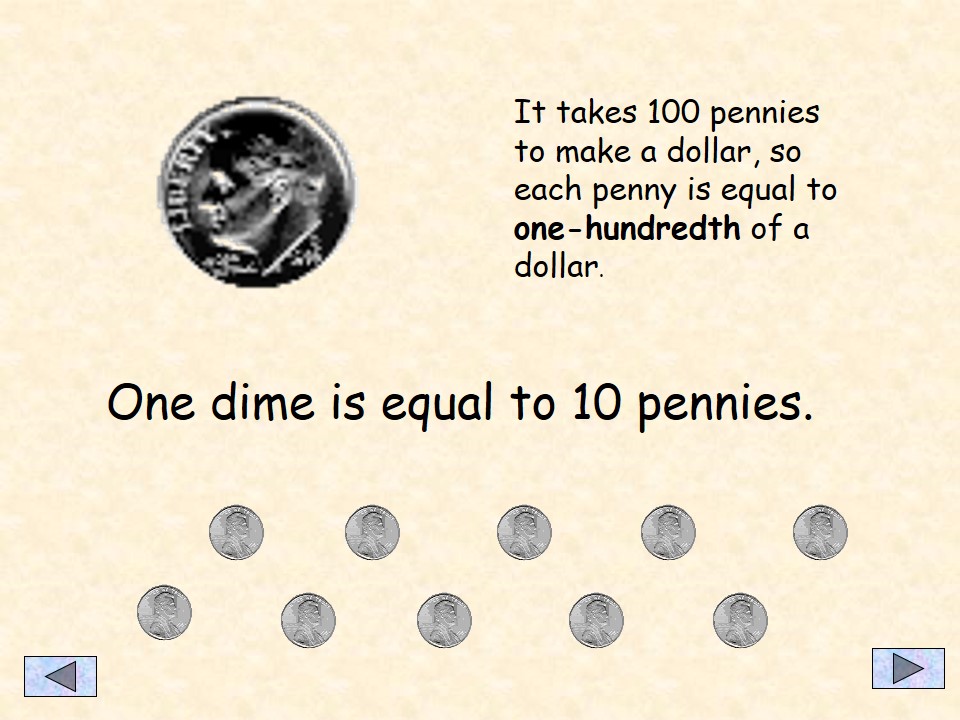 LIBERTY
It takes 100 pennies
to make a dollar, so
each penny is equal to
one-hundredth of a
dollar.
One dime is equal to 10 pennies.